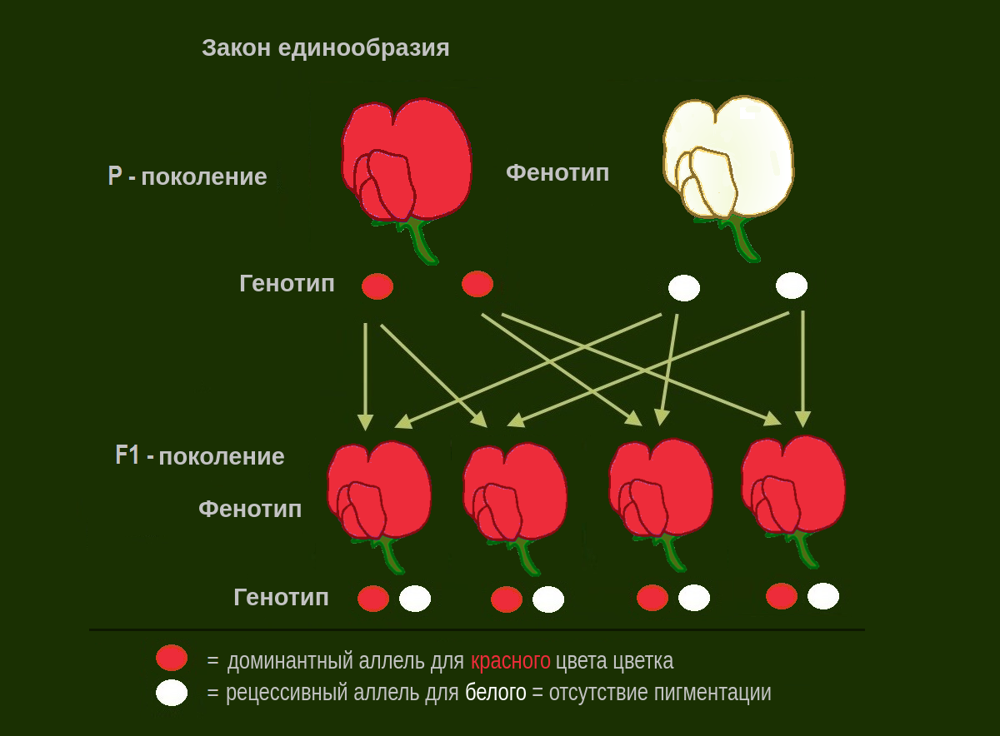 Закон единообразия
P - поколение
Фенотип
Генотип
F1 - поколение
Фенотип
Генотип
= доминантный аллель для красного цвета цветка
= рецессивный аллель для белого = отсутствие пигментации